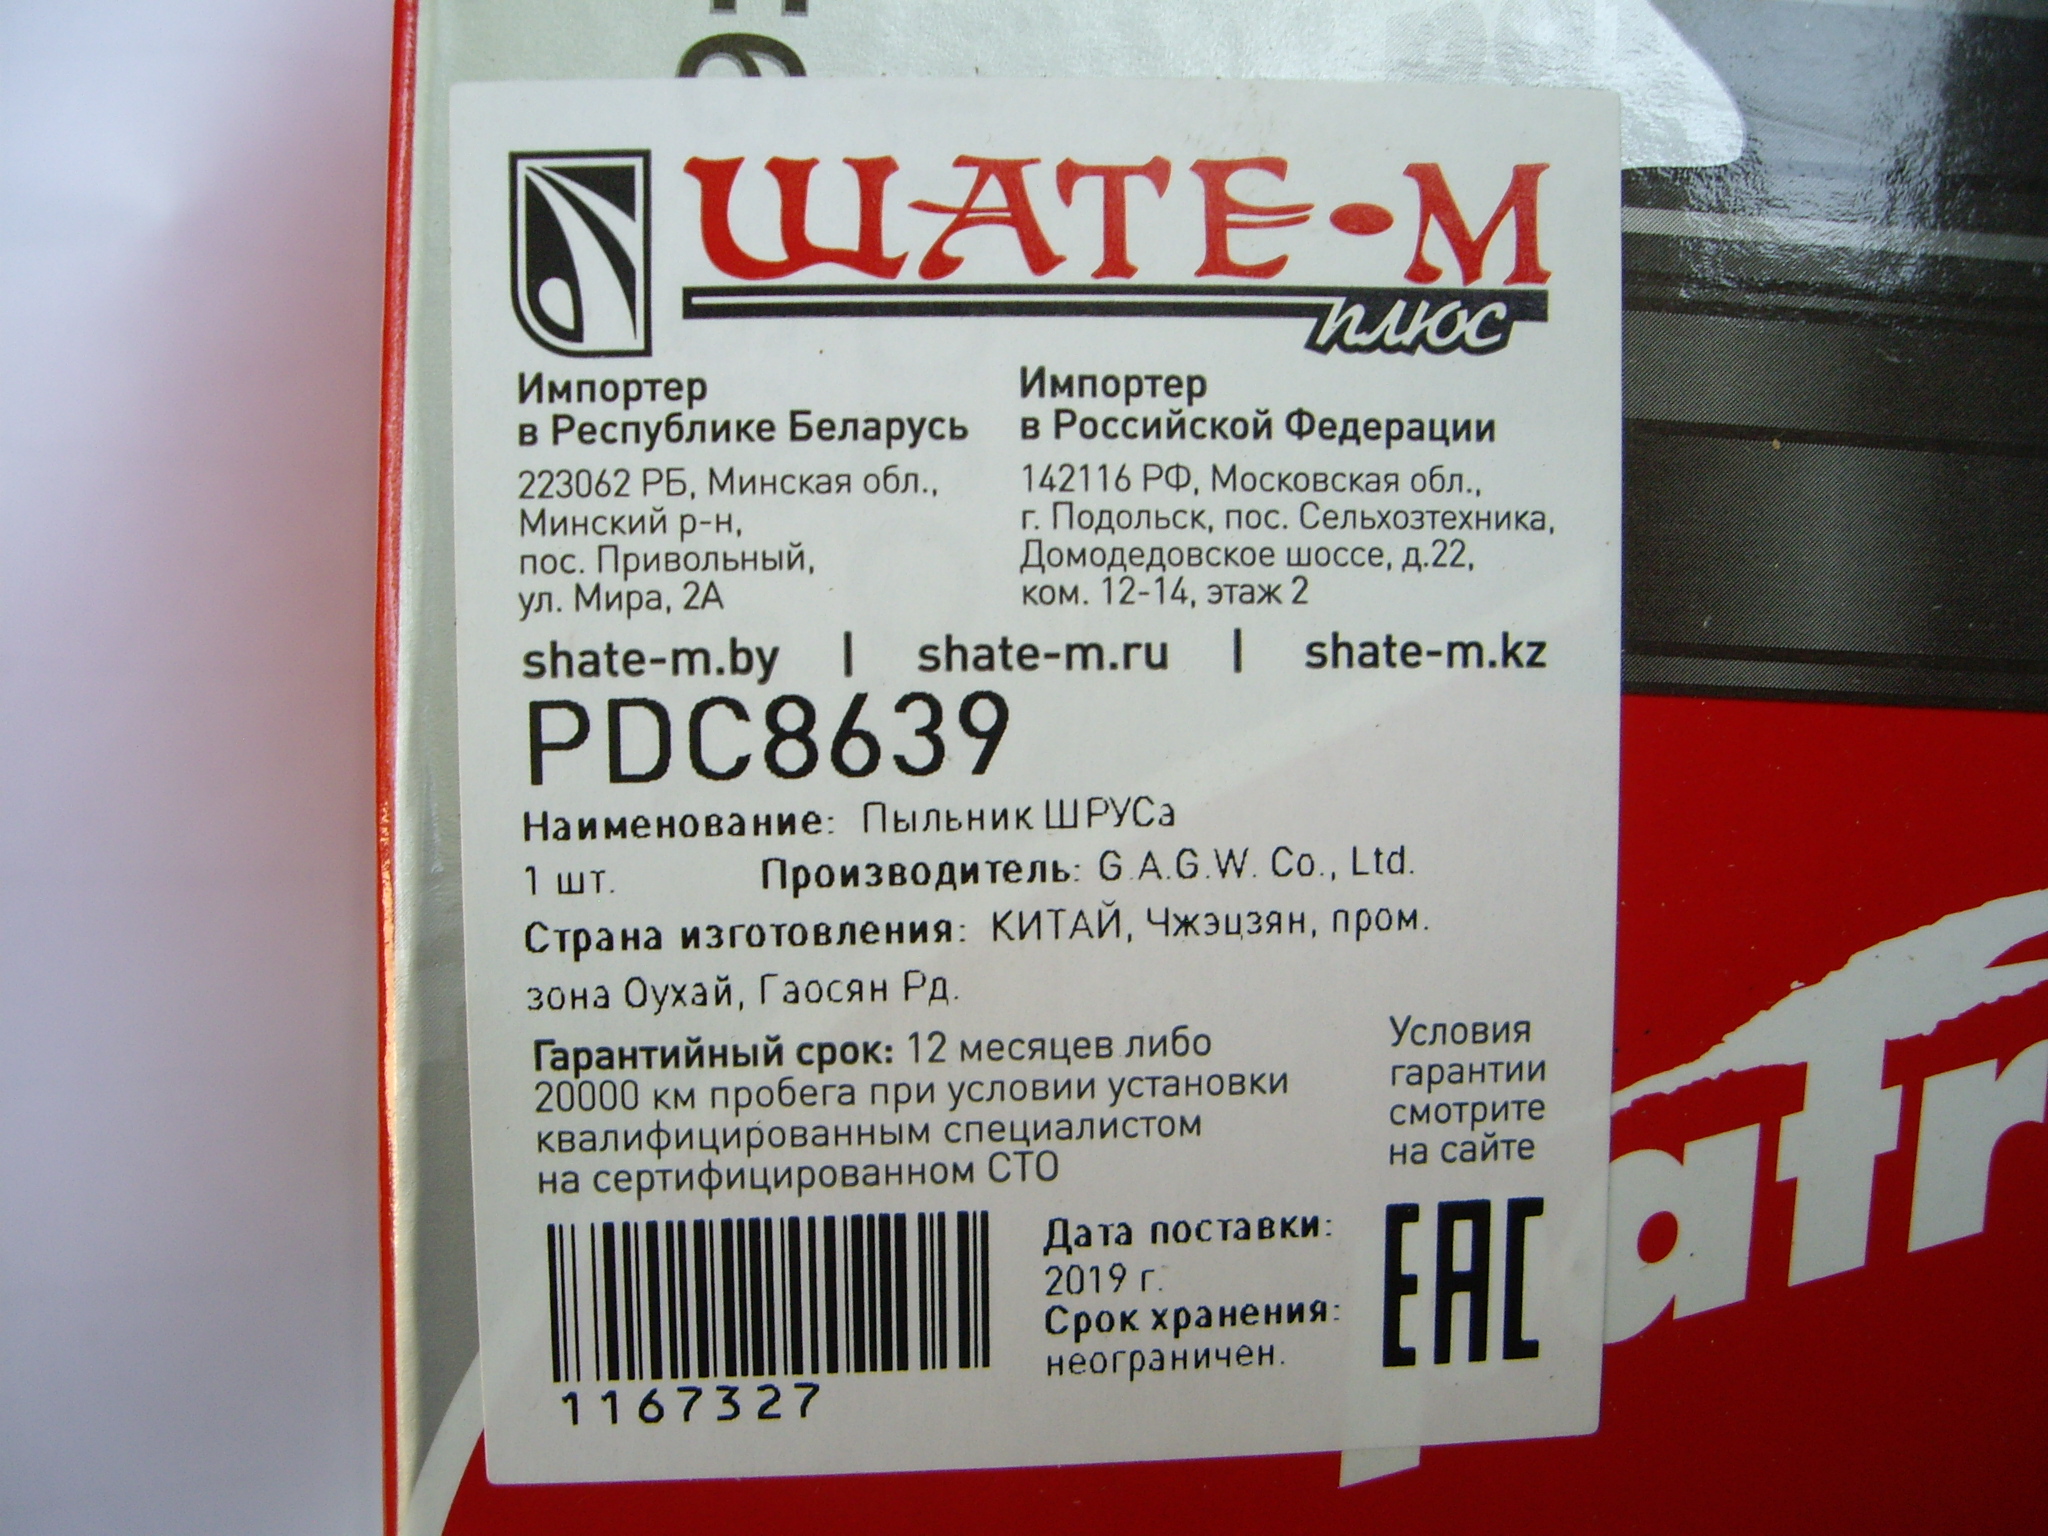 ШАТЕ-М
плюс
Импортер
в Республике Беларусь
223062 РБ, Минская обл.,
Минский р-н,
пос. Привольный,
ул. Мира, 2А
Импортер
в Российской Федерации
142116 РФ, Московская обл.,
г. Подольск, пос. Сельхозтехника,
Домодедовское шоссе, д.22,
ком. 12-14, этаж 2
shate-m.by | shate-m.ru | shate-m.kz
PDC8639
Наименование: Пыльник ШРУСа
1 шт. Производитель: G.A.G.W. Co., Ltd.
Страна изготовления: КИТАЙ, Чжэцзян, пром.
зона Оухай, Гаосян Рд.
Гарантийный срок: 12 месяцев либо
20000 км пробега при условии установки
квалифицированным специалистом
на сертифицированном СТО
Условия
гарантии
смотрите
на сайте
1167327
Дата поставки:
2019 г.
Срок хранения:
неограничен.
EAC